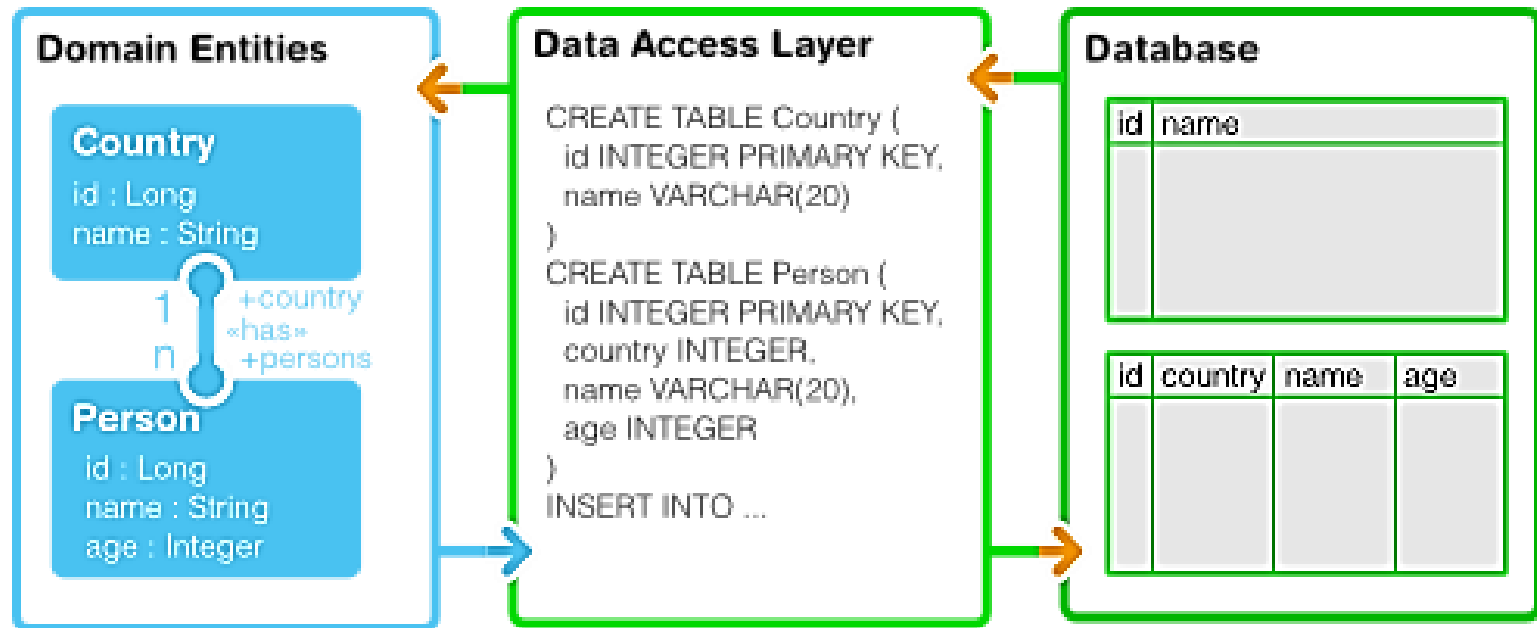 Domain Entities
Country
id : Long
name : String
1
+country
«has»
n
+persons
Person
id : Long
name : String
age : Integer
Data Access Layer
CREATE TABLE Country (
id INTEGER PRIMARY KEY,
name VARCHAR(20)
)
CREATE TABLE Person (
id INTEGER PRIMARY KEY,
country INTEGER,
name VARCHAR(20),
age INTEGER
)
INSERT INTO ...
Database
id name
id country name age